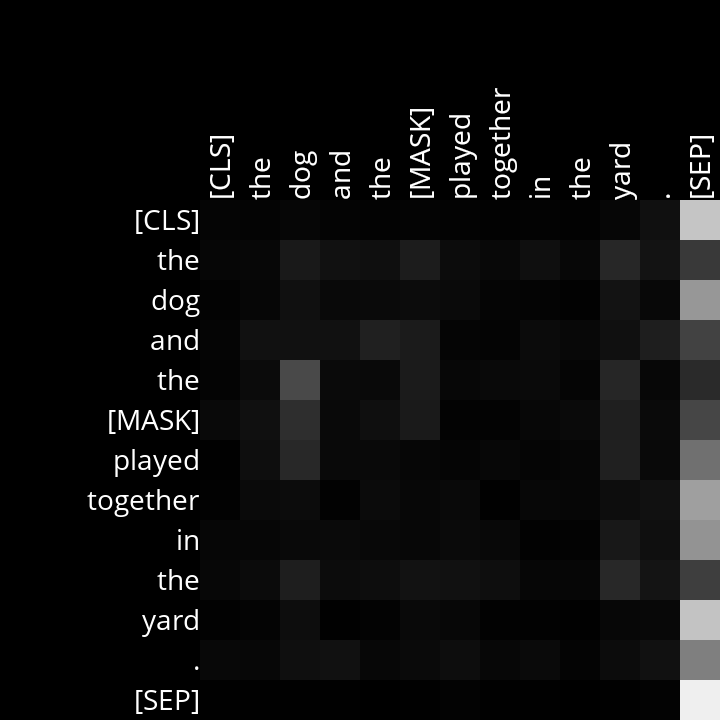 [CLS] the dog and the [MASK] played together in the yard . [SEP]
[CLS]
the
dog
and
the
[MASK]
played
together
in
the
yard
.
[SEP]